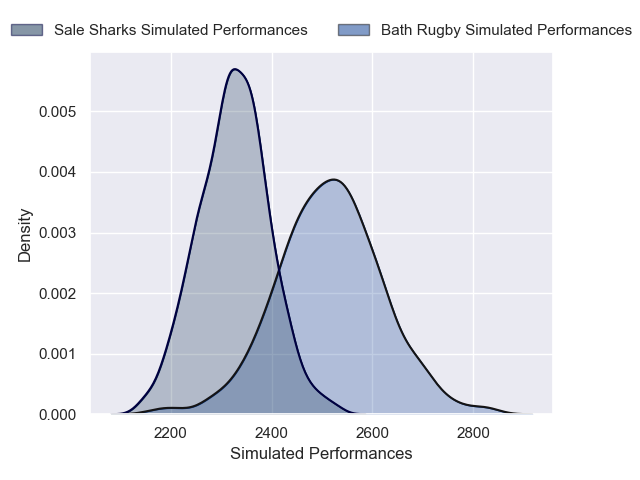 Sale Sharks Simulated Performances
Bath Rugby Simulated Performances
0.005
0.004
0.003
0.002
0.001
0.000
Density
2200
2400
2600
2800
Simulated Performances